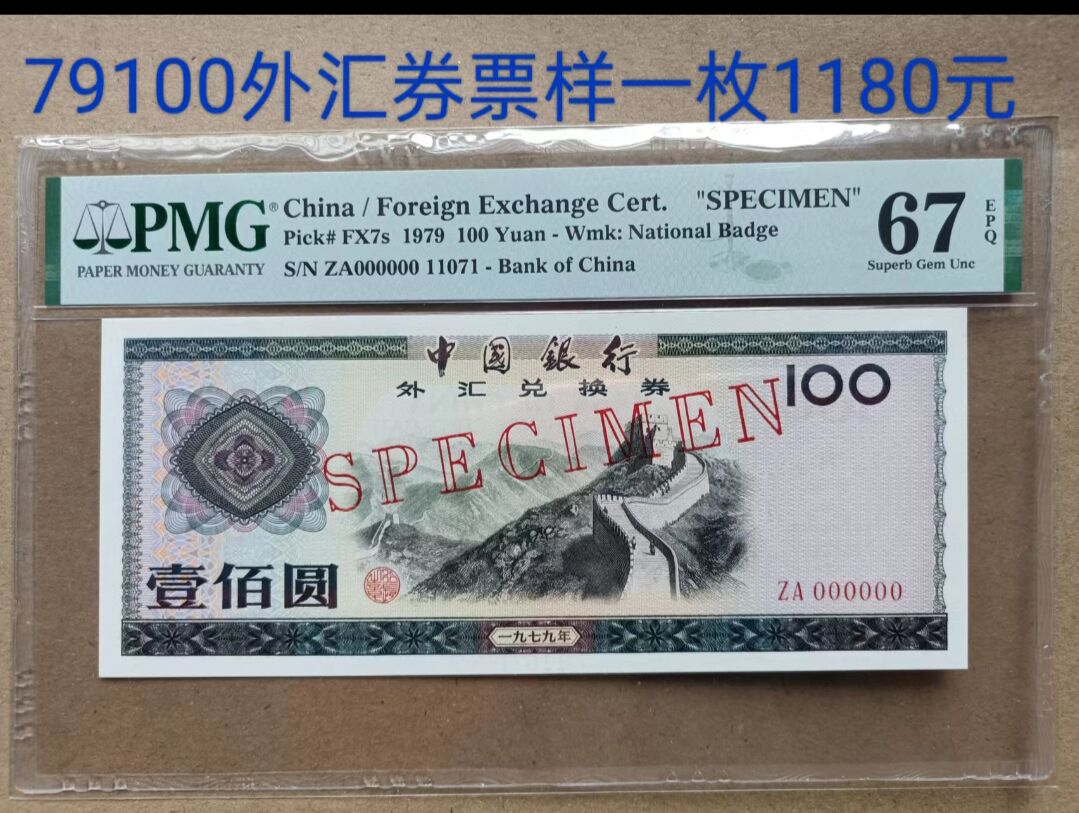 79100外汇券票样一枚1180元
PMG® China / Foreign Exchange Cert. "SPECIMEN" 67 EPQ
PAPER MONEY GUARANTY Pick# FX7s 1979 100 Yuan - Wmk: National Badge Superb Gem Unc
S/N ZA000000 11071 - Bank of China
中國銀行
外汇兑换券
100
SPECIMEN
壹佰圆
ZA 000000
一九七九年